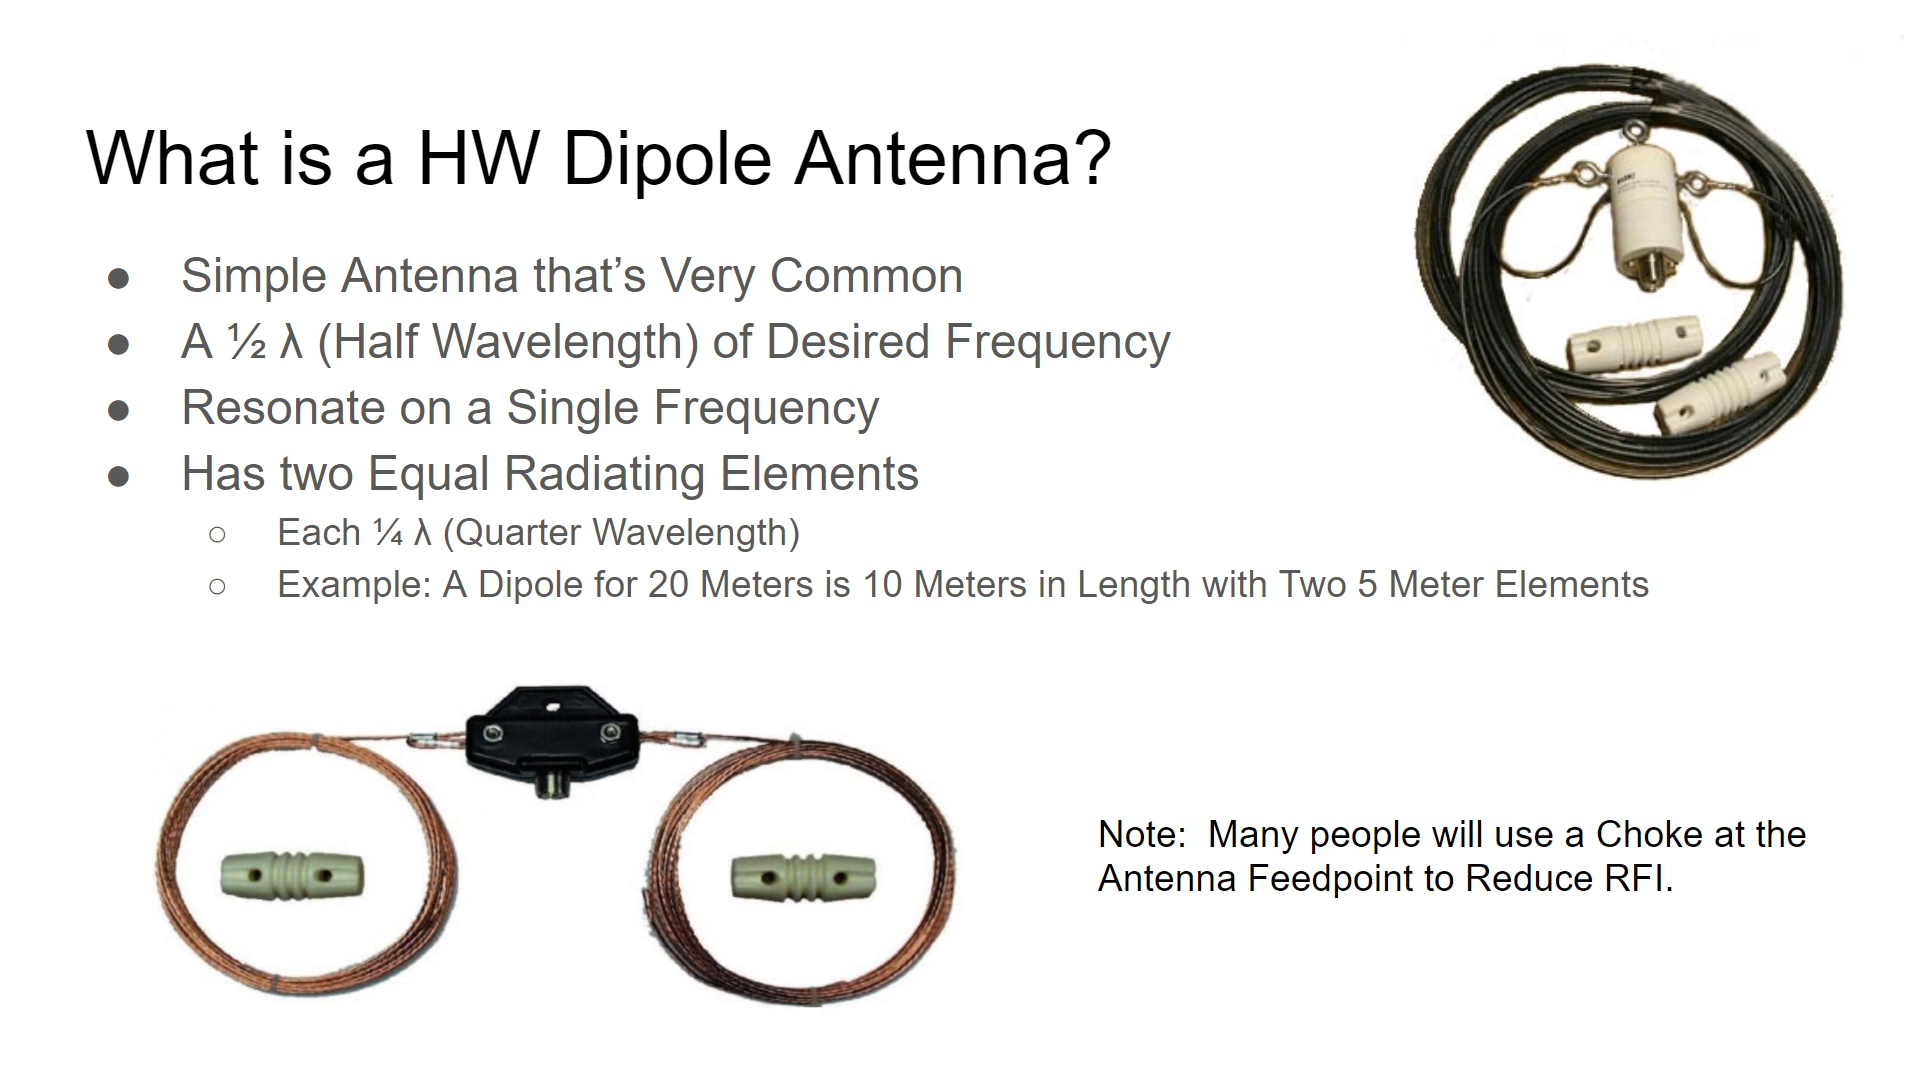 What is a HW Dipole Antenna?
● Simple Antenna that’s Very Common
● A ½ λ (Half Wavelength) of Desired Frequency
● Resonate on a Single Frequency
● Has two Equal Radiating Elements
○ Each ¼ λ (Quarter Wavelength)
○ Example: A Dipole for 20 Meters is 10 Meters in Length with Two 5 Meter Elements
Note:  Many people will use a Choke at the
Antenna Feedpoint to Reduce RFI.